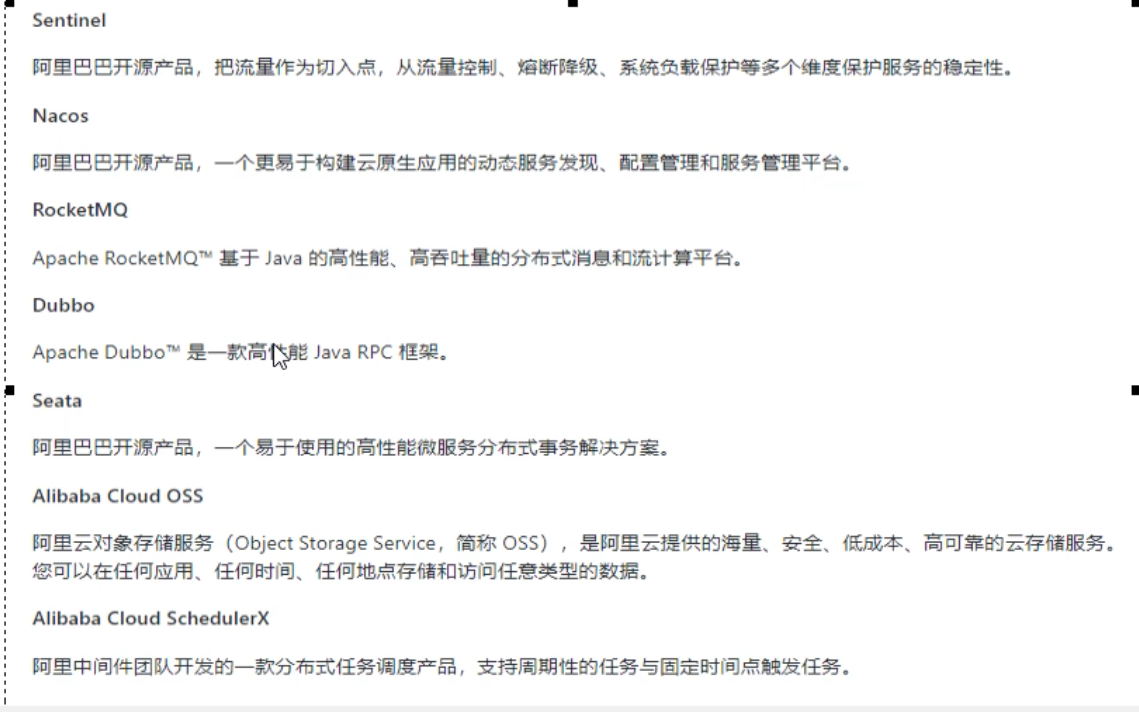 Sentinel
阿里巴巴开源产品，把流量作为切入点，从流量控制、熔断降级、系统负载保护等多个维度保护服务的稳定性。
Nacos
阿里巴巴开源产品，一个更易于构建云原生应用的动态服务发现、配置管理和服务管理平台。
RocketMQ
Apache RocketMQ™ 基于 Java 的高性能、高吞吐量的分布式消息和流计算平台。
Dubbo
Apache Dubbo™ 是一款高性能 Java RPC 框架。
Seata
阿里巴巴开源产品，一个易于使用的高性能微服务分布式事务解决方案。
Alibaba Cloud OSS
阿里云对象存储服务（Object Storage Service，简称 OSS），是阿里云提供的海量、安全、低成本、高可靠的云存储服务。
您可以在任何应用、任何时间、任何地点存储和访问任意类型的数据。
Alibaba Cloud SchedulerX
阿里中间件团队开发的一款分布式任务调度产品，支持周期性的任务与固定时间点触发任务。